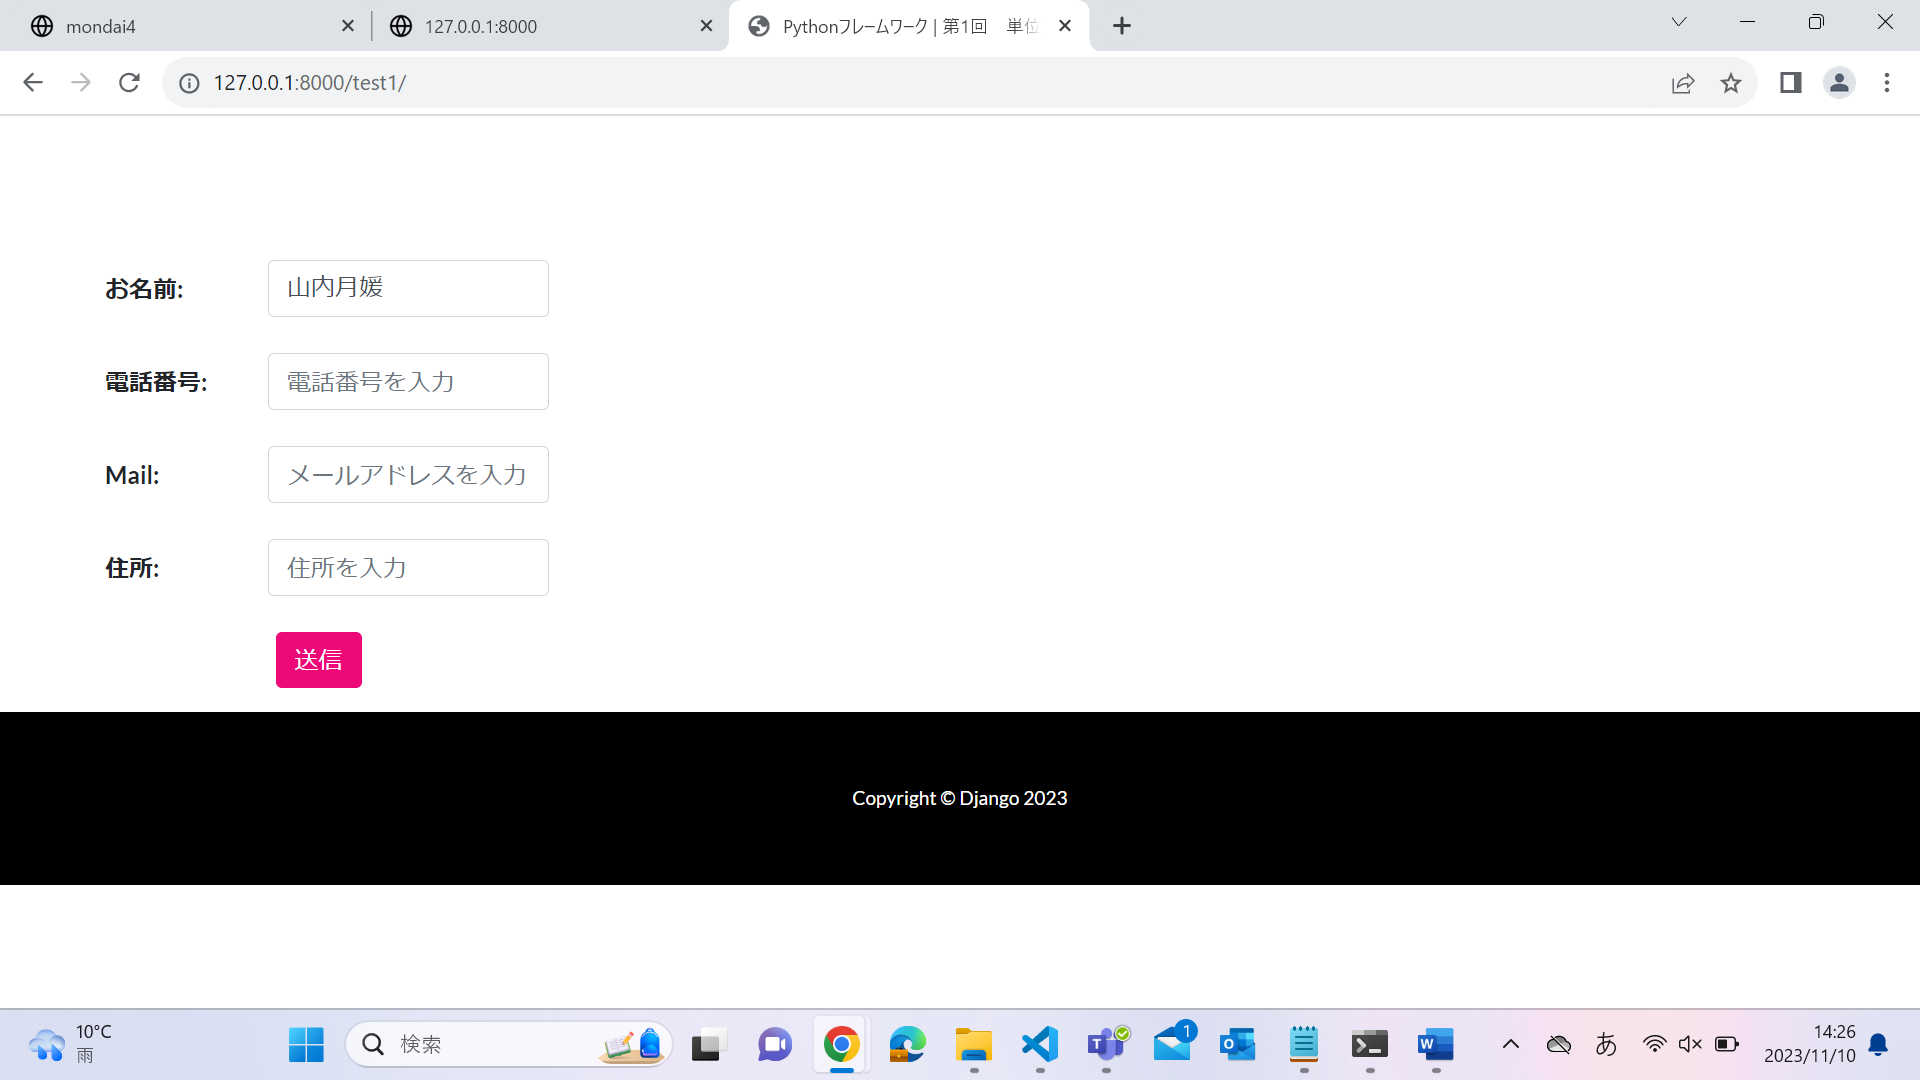 mondai4
127.0.0.1:8000
Pythonフレームワーク | 第1回 単位
127.0.0.1:8000/test1/
お名前: 山内月媛
電話番号: 電話番号を入力
Mail: メールアドレスを入力
住所: 住所を入力
送信
Copyright © Django 2023
10°C
雨
検索
1
あ
14:26
2023/11/10